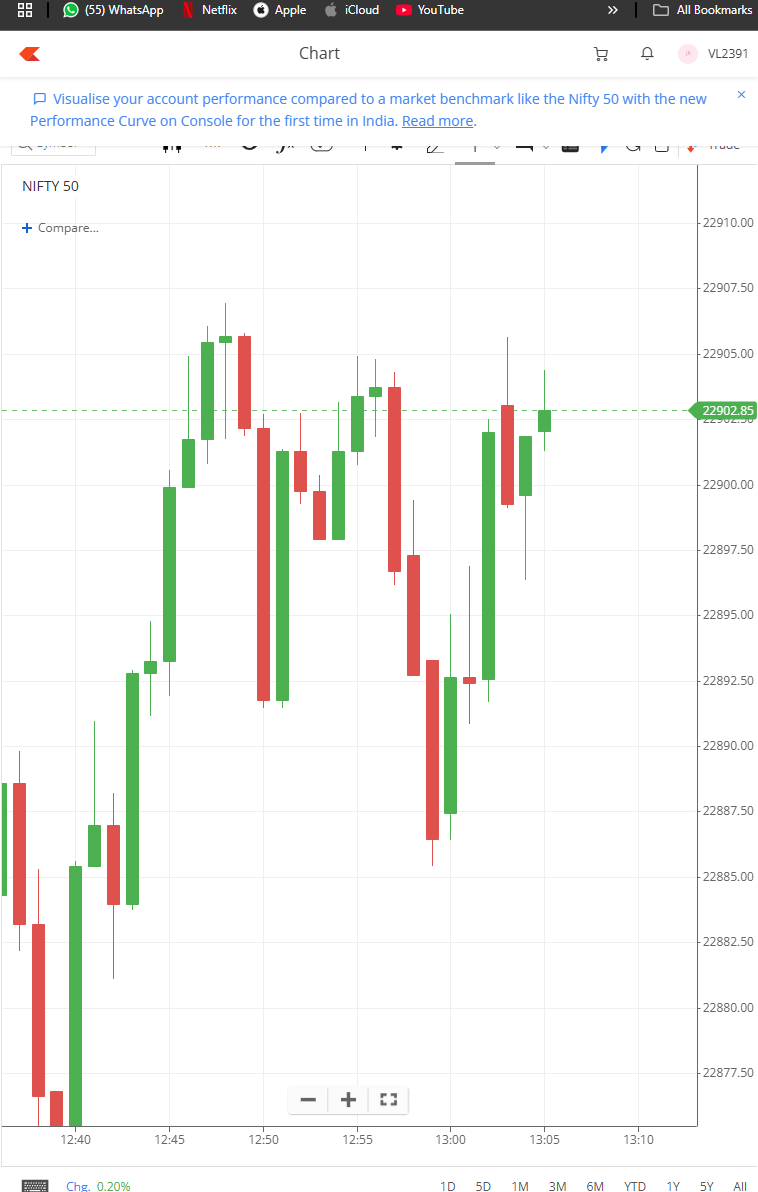 (55) WhatsApp Netflix Apple iCloud YouTube » All Bookmarks
Chart VL2391
Visualise your account performance compared to a market benchmark like the Nifty 50 with the new
Performance Curve on Console for the first time in India. Read more.
NIFTY 50
+ Compare...
22910.00
22907.50
22905.00
22902.85
22902.50
22900.00
22897.50
22895.00
22892.50
22890.00
22887.50
22885.00
22882.50
22880.00
22877.50
12:40 12:45 12:50 12:55 13:00 13:05 13:10
Chg. 0.20% 1D 5D 1M 3M 6M YTD 1Y 5Y All